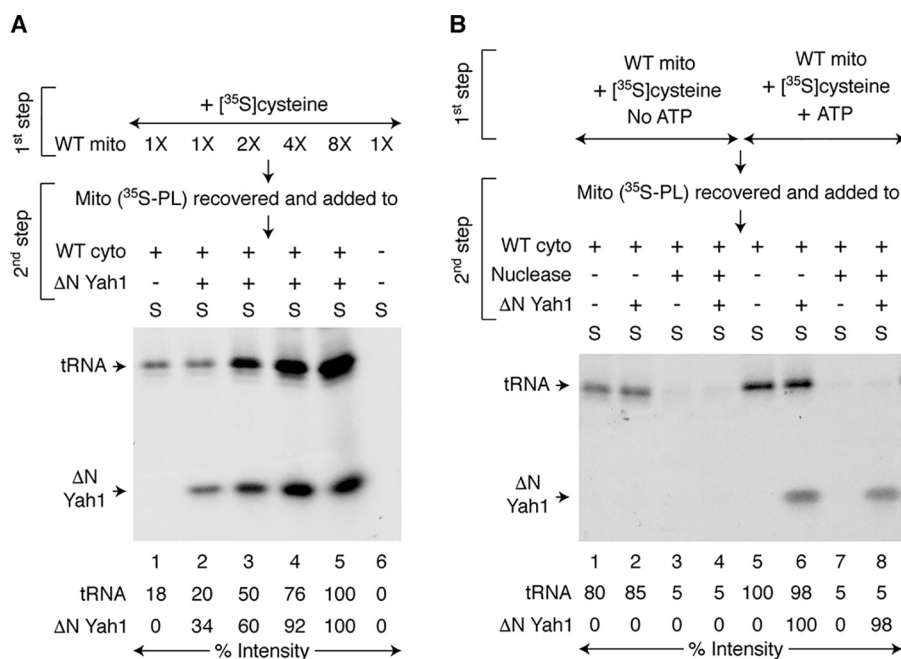 A
1st step
+ [35S]cysteine
WT mito 1X 1X 2X 4X 8X 1X
2nd step
Mito (35S-PL) recovered and added to
WT cyto + + + + + -
ΔN Yah1 - + + + + -
S S S S S S
tRNA
ΔN
Yah1
1 2 3 4 5 6
tRNA 18 20 50 76 100 0
ΔN Yah1 0 34 60 92 100 0
% Intensity
B
1st step
WT mito
+ [35S]cysteine
No ATP
WT mito
+ [35S]cysteine
+ ATP
2nd step
Mito (35S-PL) recovered and added to
WT cyto + + + + + + + +
Nuclease - - + + - - + +
ΔN Yah1 - + - + - + - +
S S S S S S S S
tRNA
ΔN
Yah1
1 2 3 4 5 6 7 8
tRNA 80 85 5 5 100 98 5 5
ΔN Yah1 0 0 0 0 0 100 0 98
% Intensity